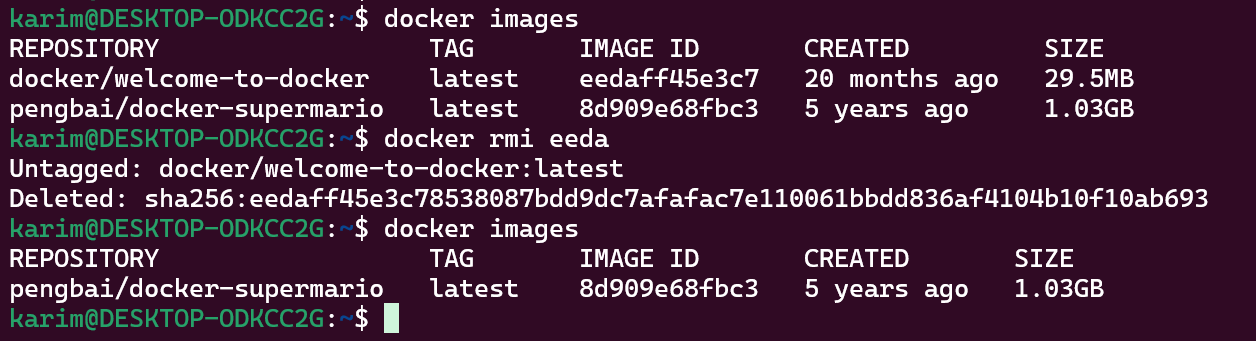 karim@DESKTOP-ODKCC2G:~$ docker images
REPOSITORY TAG IMAGE ID CREATED SIZE
docker/welcome-to-docker latest eedaff45e3c7 20 months ago 29.5MB
pengbai/docker-supermario latest 8d909e68fbc3 5 years ago 1.03GB
karim@DESKTOP-ODKCC2G:~$ docker rmi eeda
Untagged: docker/welcome-to-docker:latest
Deleted: sha256:eedaff45e3c78538087bdd9dc7afafac7e110061bbdd836af4104b10f10ab693
karim@DESKTOP-ODKCC2G:~$ docker images
REPOSITORY TAG IMAGE ID CREATED SIZE
pengbai/docker-supermario latest 8d909e68fbc3 5 years ago 1.03GB
karim@DESKTOP-ODKCC2G:~$